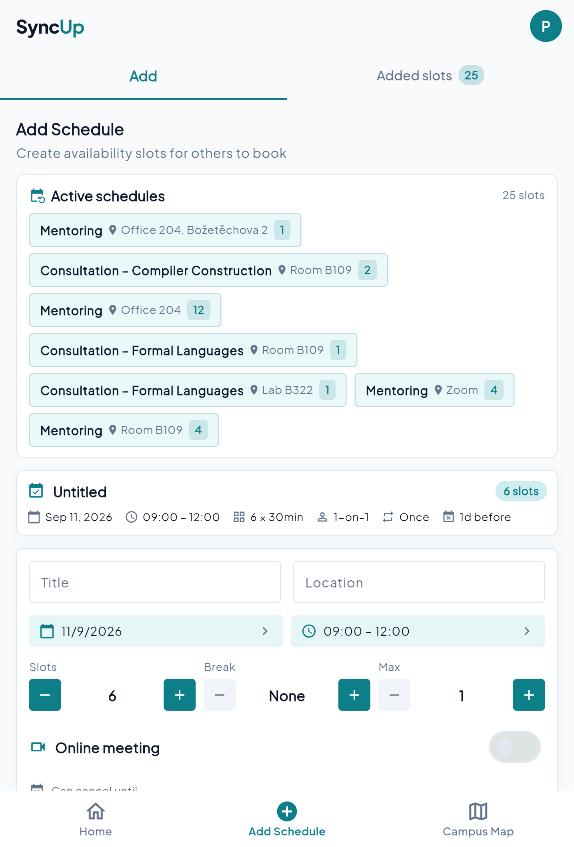 SyncUp
P
Add
Added slots 25
Add Schedule
Create availability slots for others to book
Active schedules
25 slots
Mentoring Office 204, Božetěchova 2 1
Consultation – Compiler Construction Room B109 2
Mentoring Office 204 12
Consultation – Formal Languages Room B109 1
Consultation – Formal Languages Lab B322 1
Mentoring Zoom 4
Mentoring Room B109 4
Untitled
6 slots
Sep 11, 2026 09:00 – 12:00 6 × 30min 1-on-1 Once 1d before
Title
Location
11/9/2026
09:00 – 12:00
Slots
Break
Max
− 6 +
− None +
− 1 +
Online meeting
Can cancel until
Home
Add Schedule
Campus Map